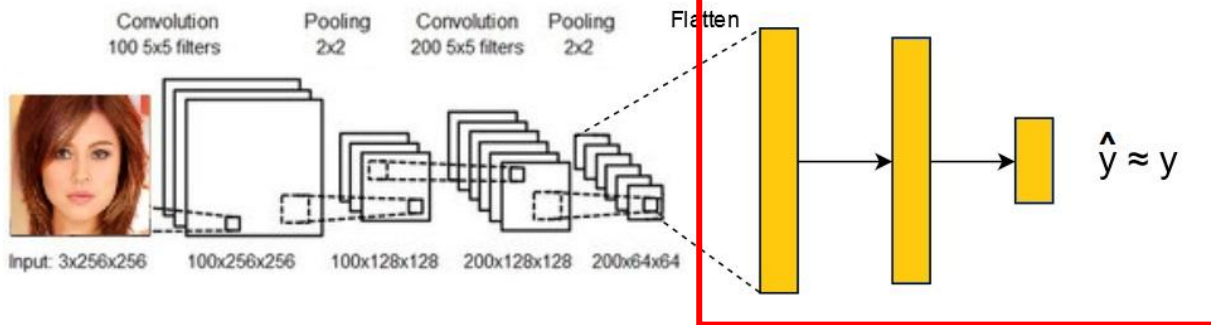 Convolution
100 5x5 filters
Pooling
2x2
Convolution
200 5x5 filters
Pooling
2x2
Flatten
ŷ ≈ y
Input: 3x256x256
100x256x256
100x128x128
200x128x128
200x64x64